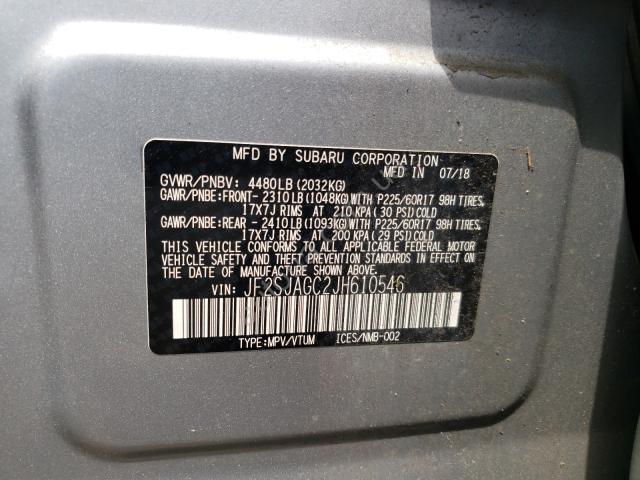 MFD BY SUBARU CORPORATION
MFD IN 07/18
GVWR/PNBV: 4480LB (2032KG)
GAWR/PNBE:FRONT- 2310LB(1048KG)WITH P225/60R17 98H TIRES,
17X7J RIMS AT 210 KPA ( 30 PSI) COLD
GAWR/PNBE:REAR - 2410LB(1093KG)WITH P225/60R17 98H TIRES,
17X7J RIMS AT 200 KPA ( 29 PSI) COLD
THIS VEHICLE CONFORMS TO ALL APPLICABLE FEDERAL MOTOR
VEHICLE SAFETY AND THEFT PREVENTION STANDARDS IN EFFECT
ON THE DATE OF MANUFACTURE SHOWN ABOVE.
VIN: JF2SJAGC2JH610546
TYPE:MPV/VTUM ICES/NMB-002